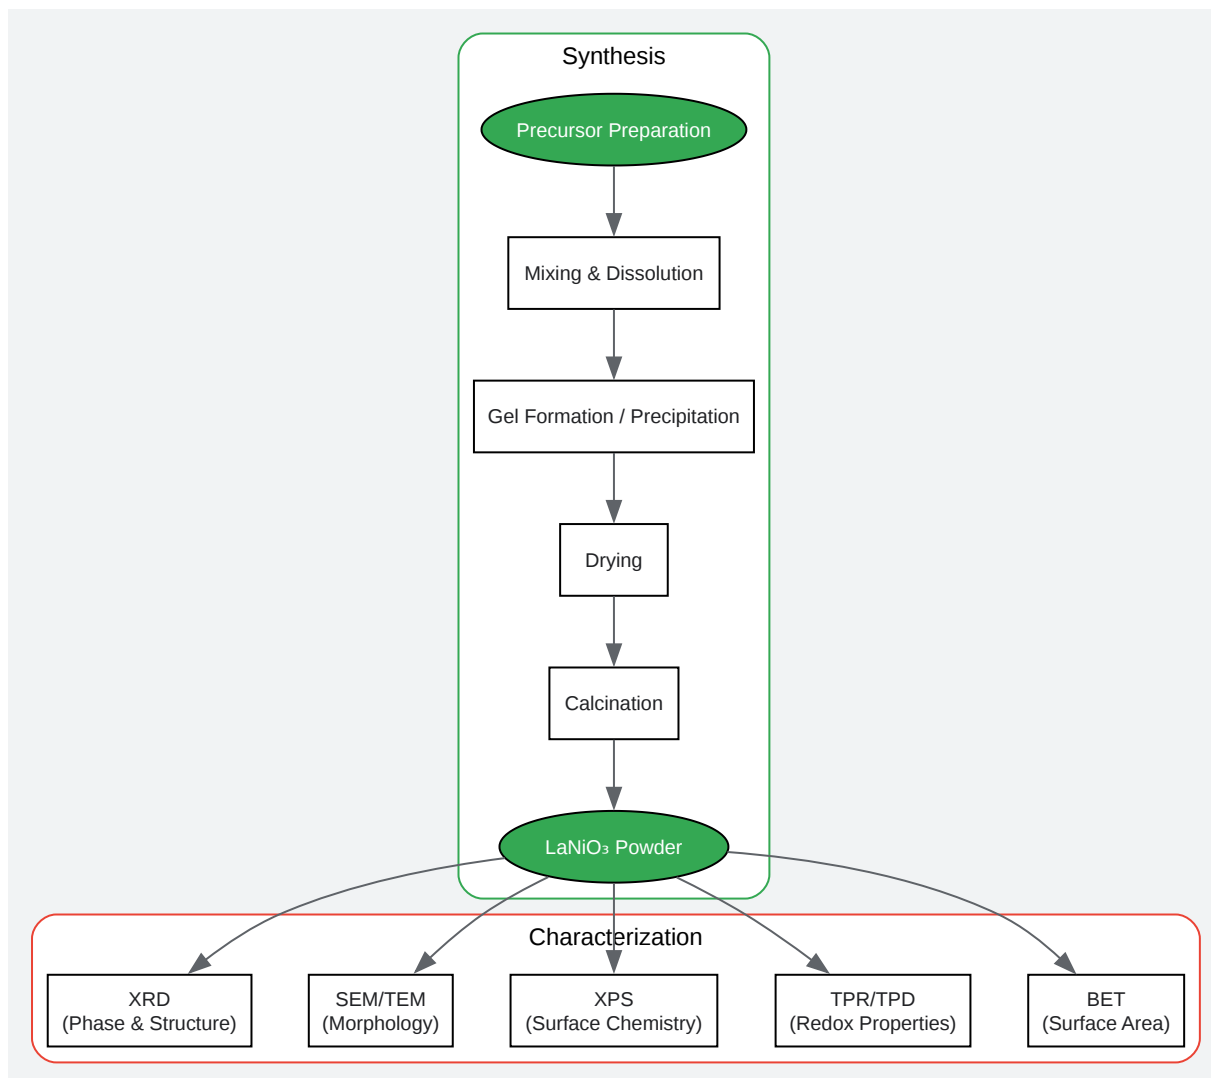 Synthesis
Precursor Preparation
Mixing & Dissolution
Gel Formation / Precipitation
Drying
Calcination
LaNiO₃ Powder
Characterization
XRD
(Phase & Structure)
SEM/TEM
(Morphology)
XPS
(Surface Chemistry)
TPR/TPD
(Redox Properties)
BET
(Surface Area)